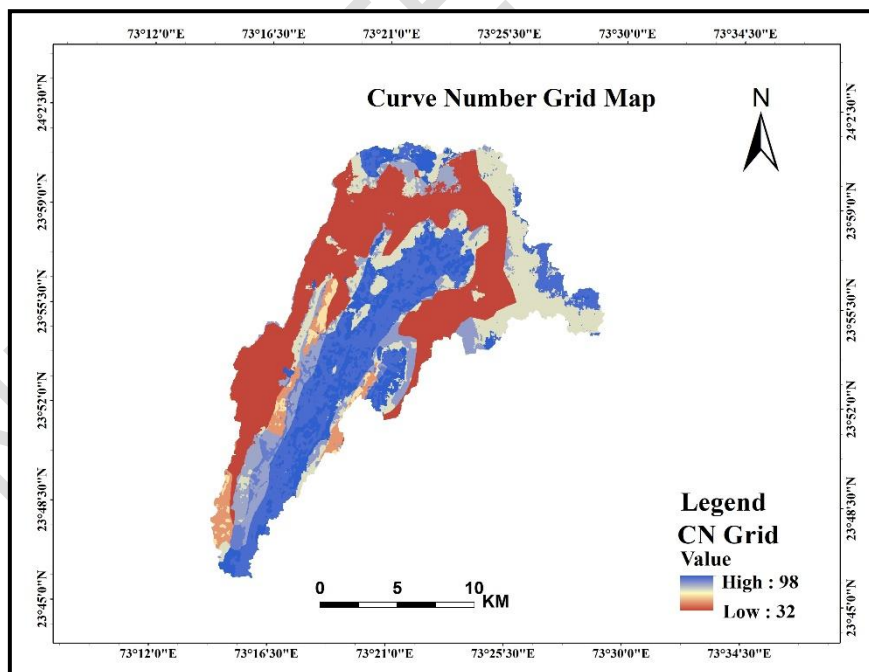 73°12'0"E 73°16'30"E 73°21'0"E 73°25'30"E 73°30'0"E 73°34'30"E
Curve Number Grid Map
N
24°2'30"N 24°2'30"N
23°59'0"N 23°59'0"N
23°55'30"N 23°55'30"N
23°52'0"N 23°52'0"N
23°48'30"N 23°48'30"N
23°45'0"N 23°45'0"N
Legend
CN Grid
Value
High : 98
Low : 32
0 5 10
KM
73°12'0"E 73°16'30"E 73°21'0"E 73°25'30"E 73°30'0"E 73°34'30"E